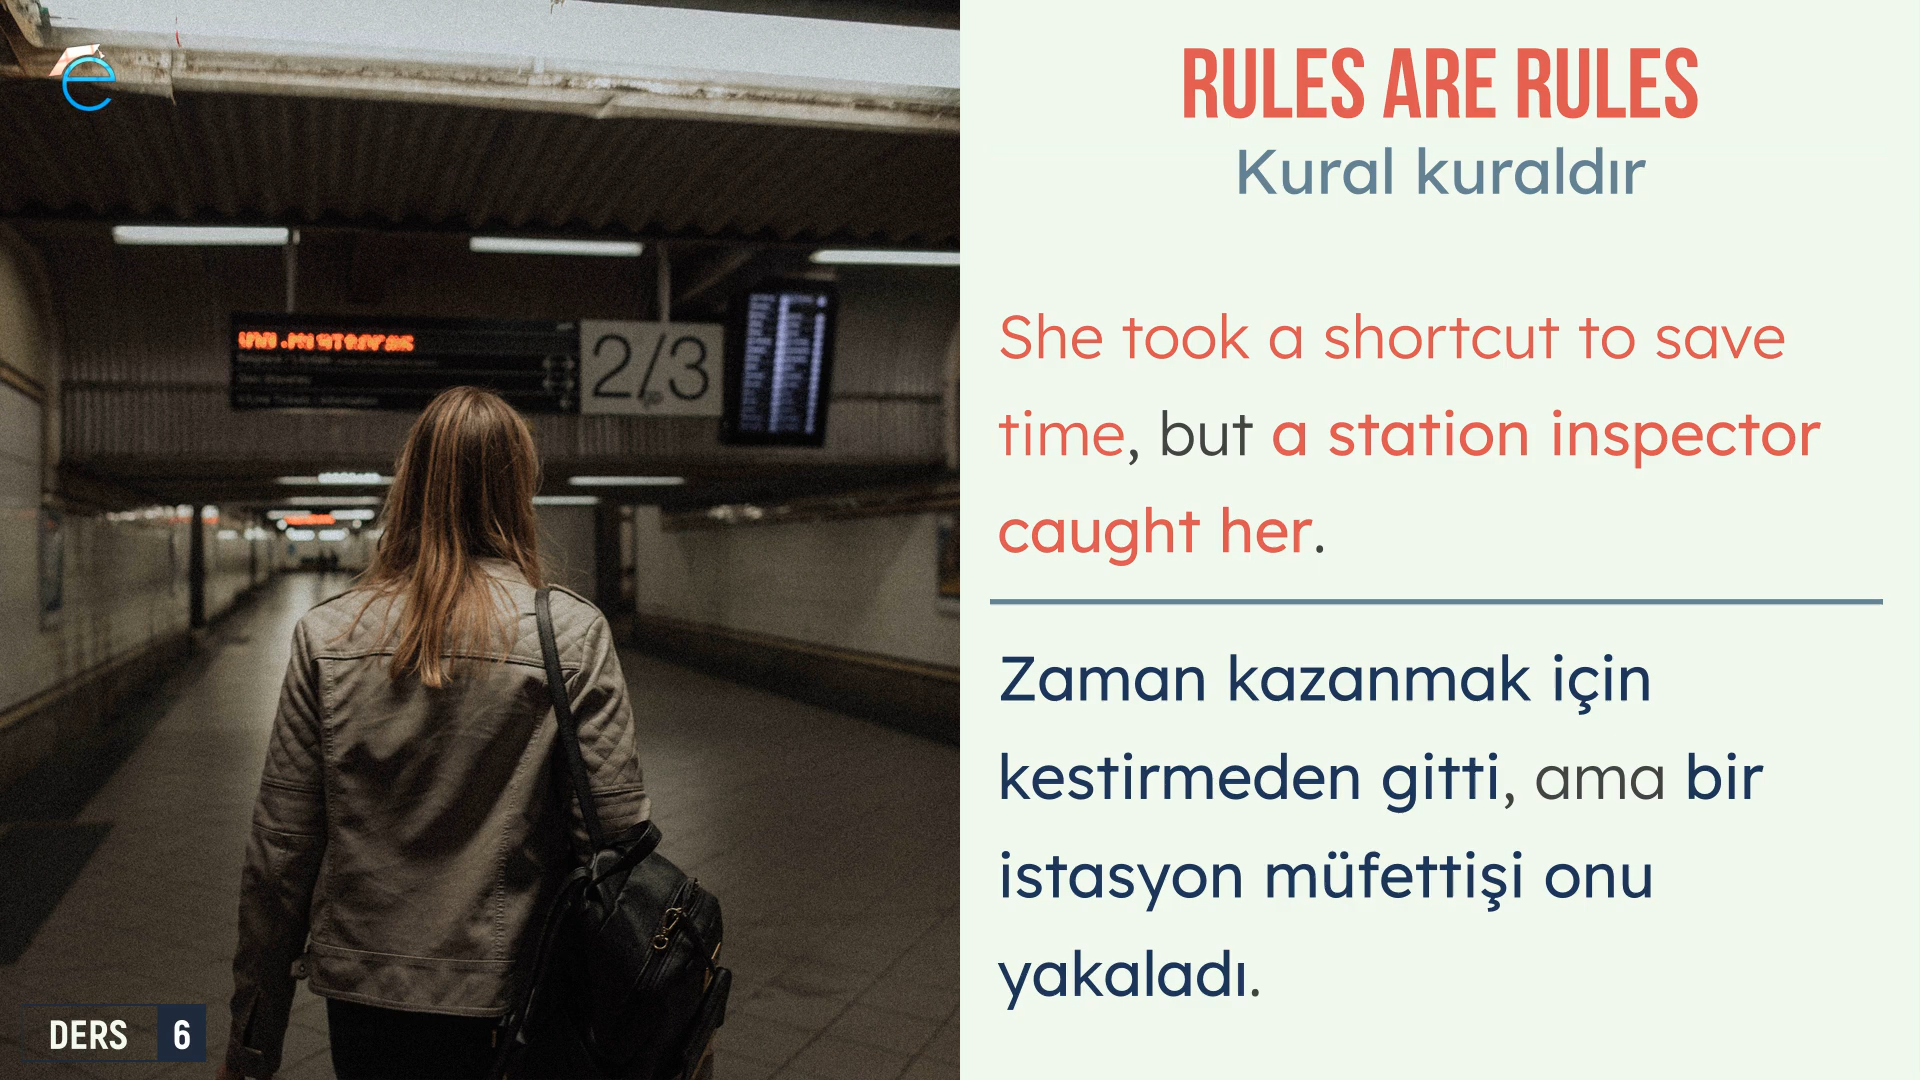 RULES ARE RULES
Kural kuraldır
She took a shortcut to save
time, but a station inspector
caught her.
Zaman kazanmak için
kestirmeden gitti, ama bir
istasyon müfettişi onu
yakaladı.
2/3
DERS 6
e